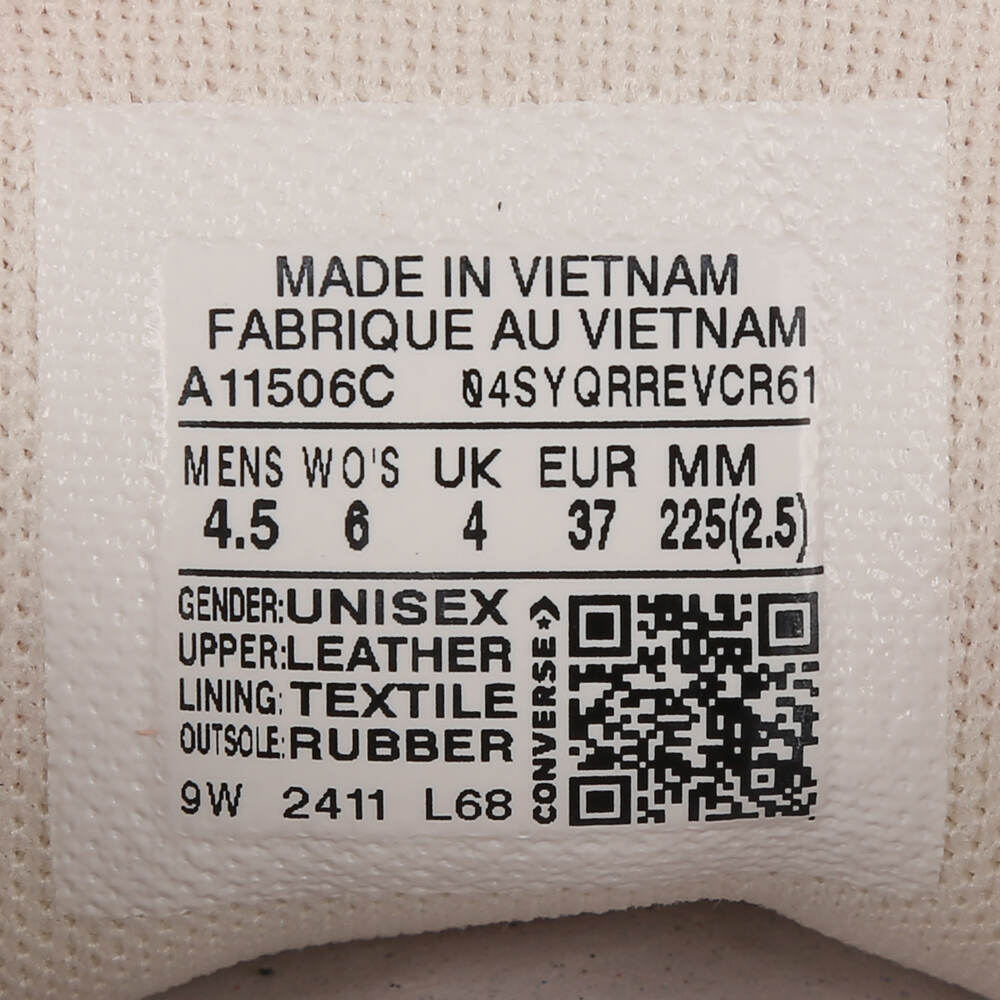 MADE IN VIETNAM
FABRIQUE AU VIETNAM
A11506C 04SYQRREVCR61
MENS WO'S UK EUR MM
4.5 6 4 37 225(2.5)
GENDER:UNISEX
UPPER:LEATHER
LINING:TEXTILE
OUTSOLE:RUBBER
9W 2411 L68
CONVERSE